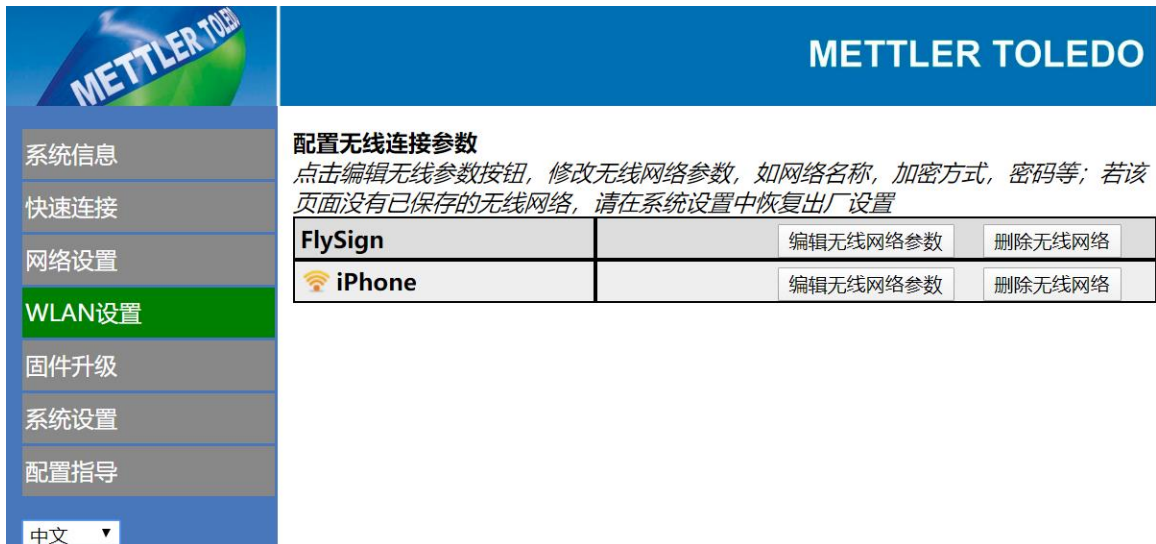 METTLER TOLEDO
METTLER TOLEDO
系统信息
快速连接
网络设置
WLAN设置
固件升级
系统设置
配置指导
中文
配置无线连接参数
点击编辑无线参数按钮，修改无线网络参数，如网络名称，加密方式，密码等；若该
页面没有已保存的无线网络，请在系统设置中恢复出厂设置
FlySign 编辑无线网络参数 删除无线网络
iPhone 编辑无线网络参数 删除无线网络